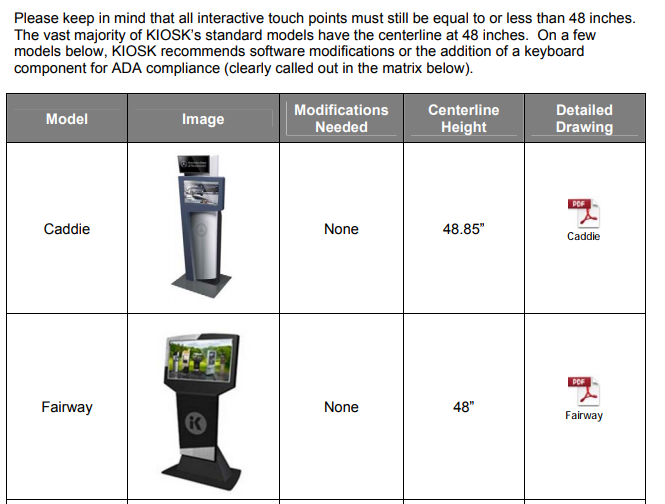 Please keep in mind that all interactive touch points must still be equal to or less than 48 inches.
The vast majority of KIOSK's standard models have the centerline at 48 inches.  On a few
models below, KIOSK recommends software modifications or the addition of a keyboard
component for ADA compliance (clearly called out in the matrix below).
Model
Image
Modifications
Needed
Centerline
Height
Detailed
Drawing
Caddie
None
48.85”
PDF
Caddie
Fairway
iK
None
48”
PDF
Fairway